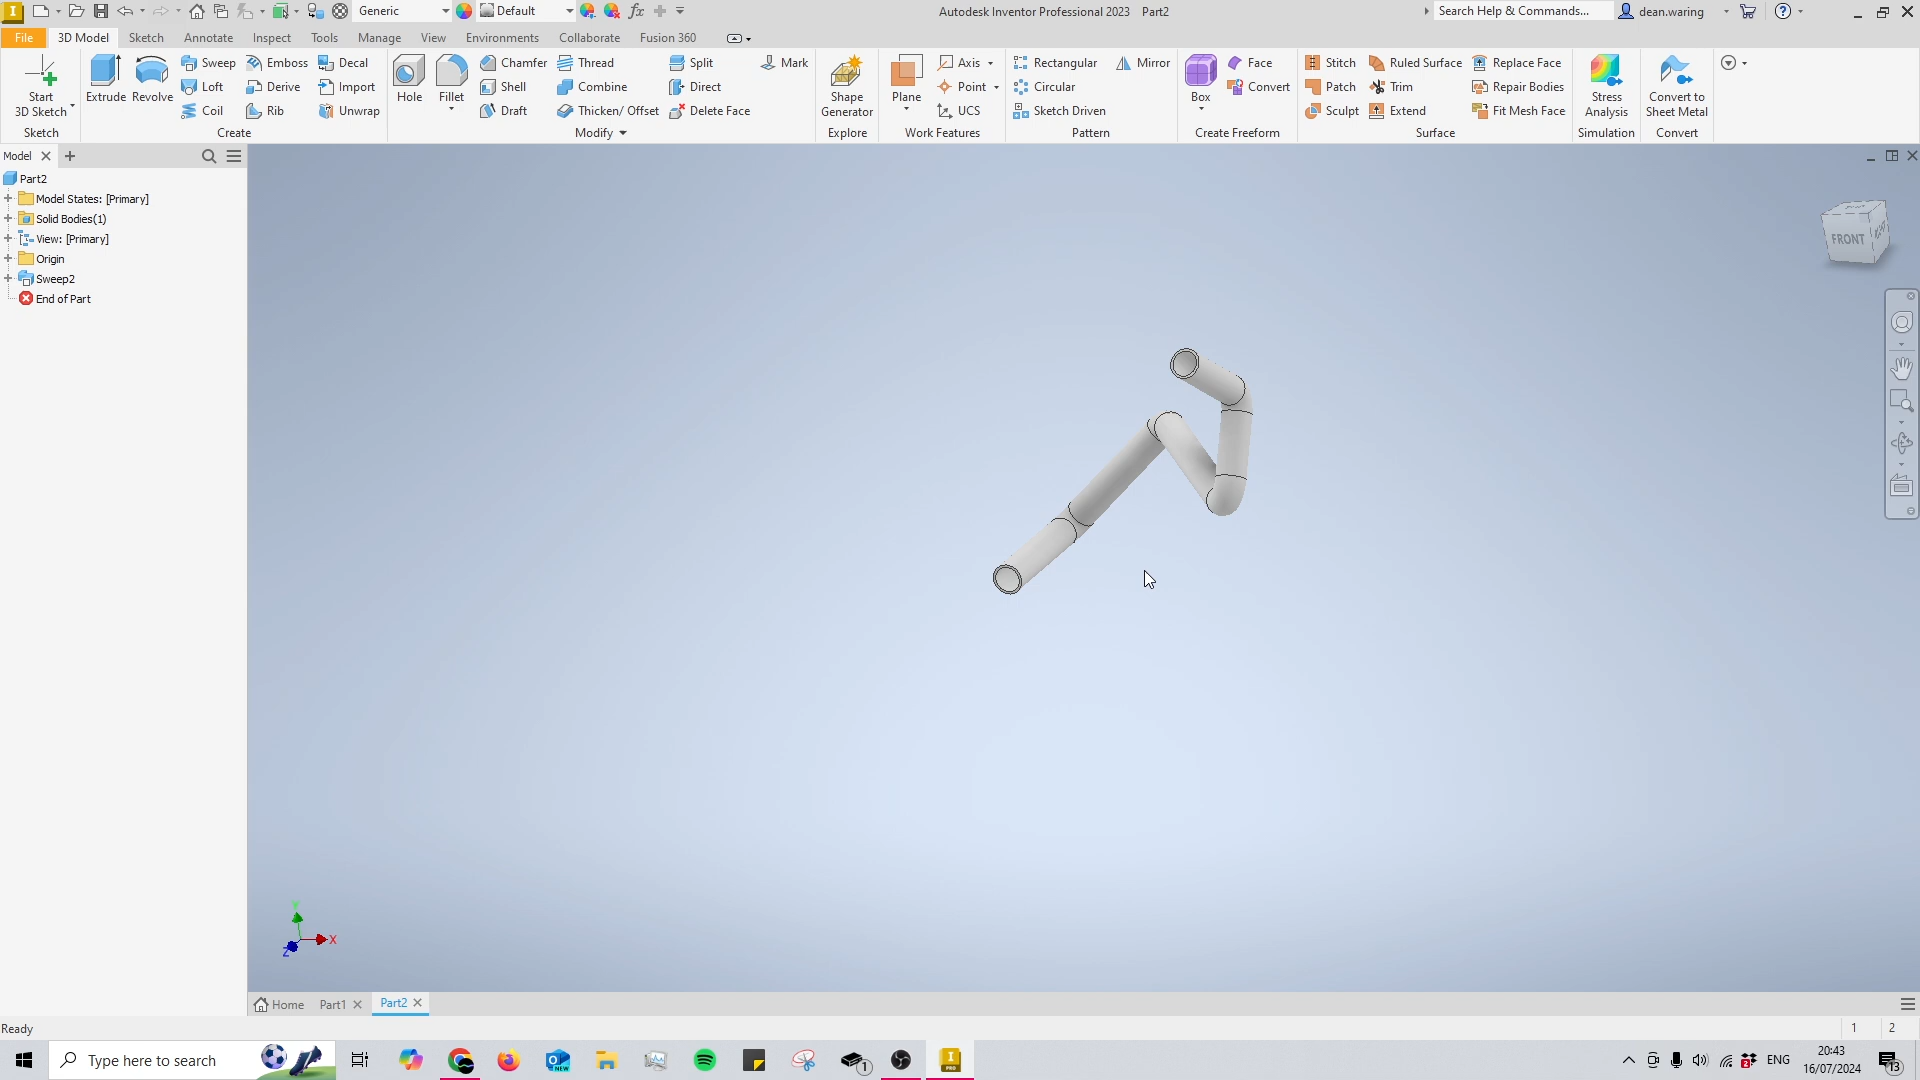 Generic
Default
Autodesk Inventor Professional 2023 Part2
Search Help & Commands...
dean.waring
File 3D Model Sketch Annotate Inspect Tools Manage View Environments Collaborate Fusion 360
Start
3D Sketch
Sketch
Extrude
Revolve
Sweep
Loft
Coil
Emboss
Derive
Rib
Decal
Import
Unwrap
Create
Hole
Fillet
Chamfer
Shell
Draft
Thread
Combine
Thicken/ Offset
Split
Direct
Delete Face
Mark
Modify
Shape
Generator
Explore
Plane
Axis
Point
UCS
Work Features
Rectangular
Circular
Sketch Driven
Mirror
Pattern
Box
Face
Convert
Create Freeform
Stitch
Patch
Sculpt
Ruled Surface
Trim
Extend
Replace Face
Repair Bodies
Fit Mesh Face
Surface
Stress
Analysis
Simulation
Convert to
Sheet Metal
Convert
Model
Part2
Model States: [Primary]
Solid Bodies(1)
View: [Primary]
Origin
Sweep2
End of Part
FRONT
X
Z
Home Part1 Part2
Ready
1 2
Type here to search
ENG
20:43
16/07/2024